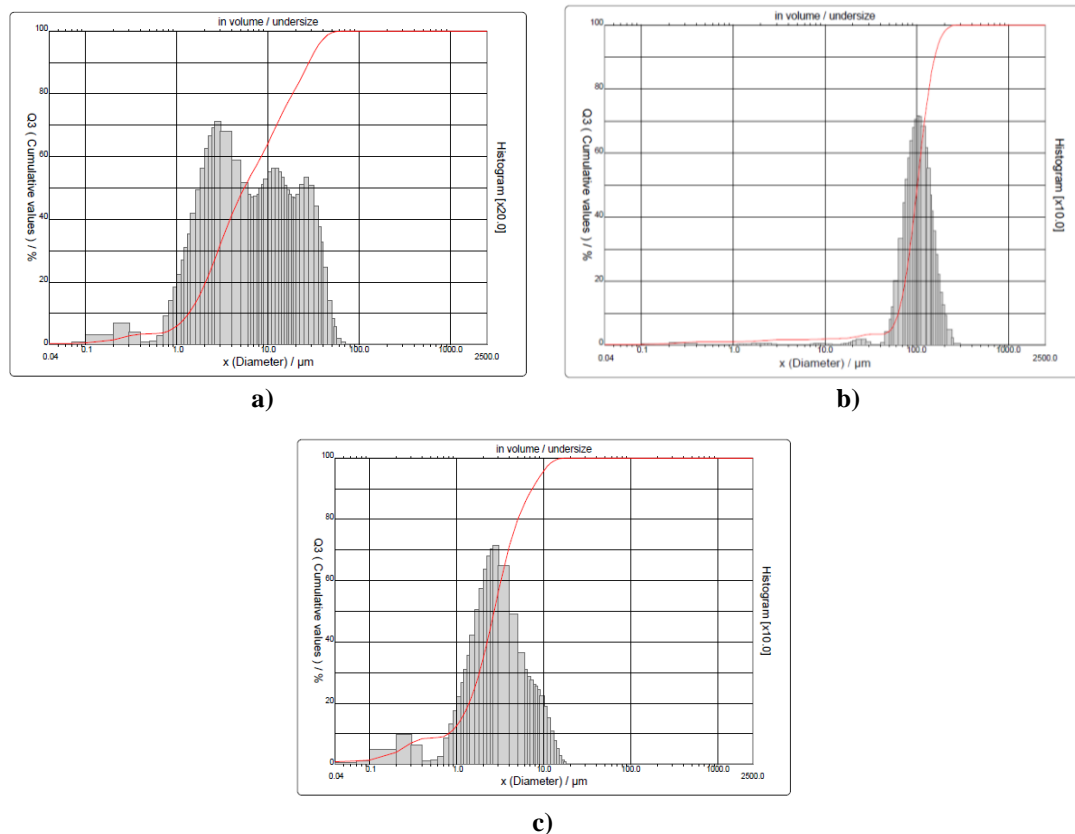 in volume / undersize
100
80
60
40
20
0
Q3 ( Cumulative values ) / %
Histogram [x20.0]
0.04 0.1 1.0 10.0 100.0 1000.0 2500.0
x (Diameter) / µm
a)
in volume / undersize
100
80
60
40
20
0
Q3 ( Cumulative values ) / %
Histogram [x10.0]
0.04 0.1 1.0 10.0 100.0 1000.0 2500.0
x (Diameter) / µm
b)
in volume / undersize
100
80
60
40
20
0
Q3 ( Cumulative values ) / %
Histogram [x10.0]
0.04 0.1 1.0 10.0 100.0 1000.0 2500.0
x (Diameter) / µm
c)